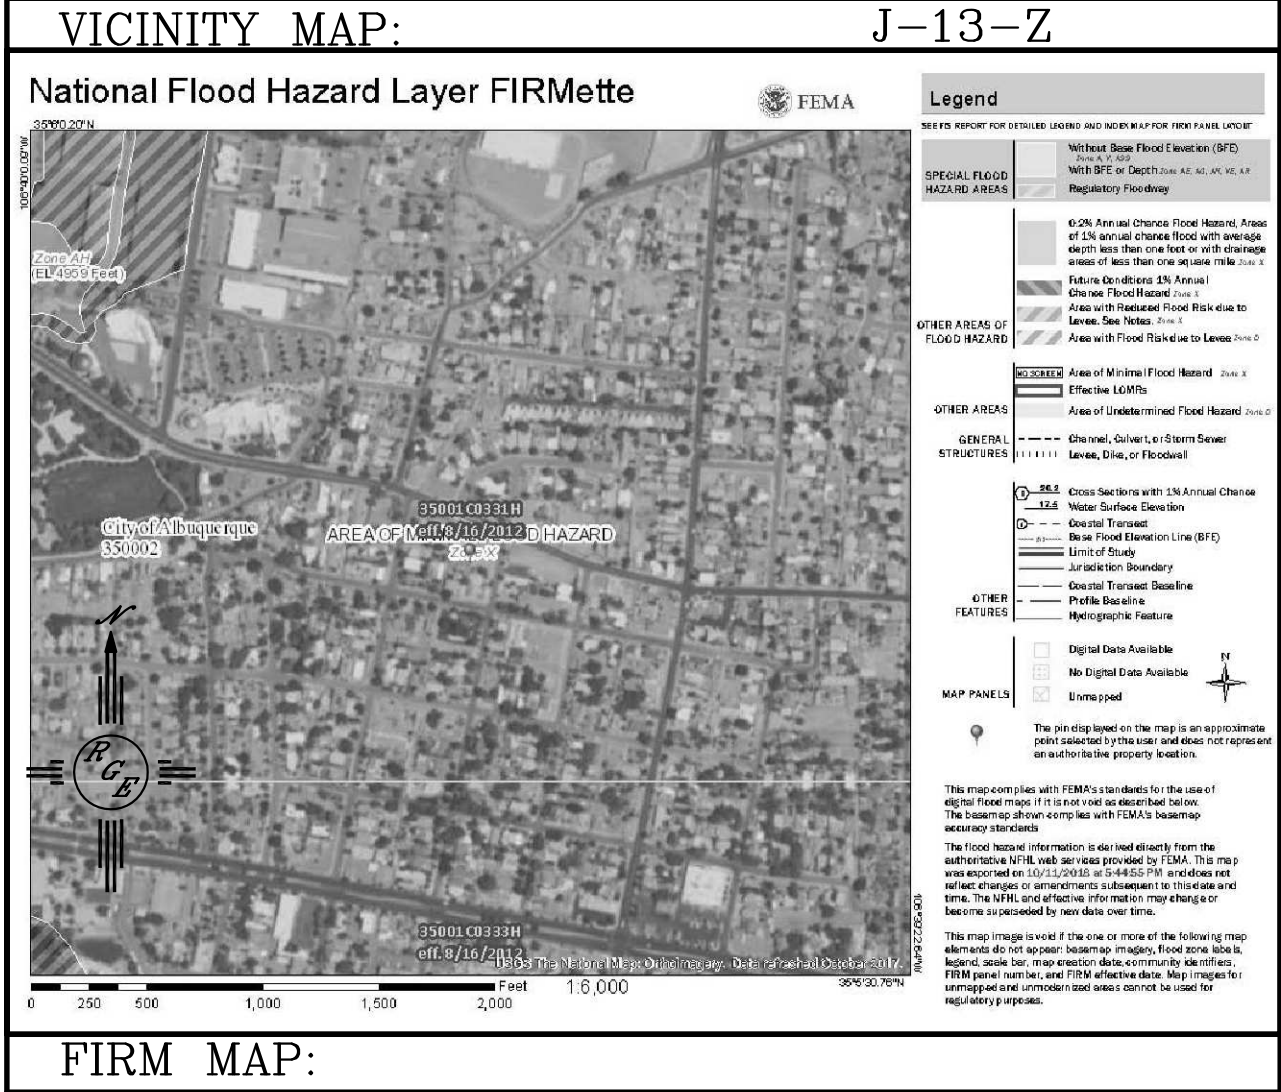 VICINITY MAP:
J-13-Z
National Flood Hazard Layer FIRMette
FEMA
35°6'0.20"N
106°40'0.09"W
Zone AH
(EL 4959 Feet)
City of Albuquerque
350002
35001C0331H
eff. 8/16/2012
AREA OF MINIMAL FLOOD HAZARD
Zone X
N
R
G
E
35001C0333H
eff. 8/16/2012
USGS The National Map: Orthoimagery. Data refreshed October 2017.
106°39'22.64"W
35°5'30.76"N
Feet
1:6,000
0 250 500 1,000 1,500 2,000
Legend
SEE FIS REPORT FOR DETAILED LEGEND AND INDEX MAP FOR FIRM PANEL LAYOUT
SPECIAL FLOOD
HAZARD AREAS
Without Base Flood Elevation (BFE)
Zone A, V, A99
With BFE or Depth Zone AE, AO, AH, VE, AR
Regulatory Floodway
OTHER AREAS OF
FLOOD HAZARD
0.2% Annual Chance Flood Hazard, Areas
of 1% annual chance flood with average
depth less than one foot or with drainage
areas of less than one square mile Zone X
Future Conditions 1% Annual
Chance Flood Hazard Zone X
Area with Reduced Flood Risk due to
Levee. See Notes. Zone X
Area with Flood Risk due to Levee Zone D
OTHER AREAS
NO SCREEN Area of Minimal Flood Hazard Zone X
Effective LOMRs
Area of Undetermined Flood Hazard Zone D
GENERAL
STRUCTURES
Channel, Culvert, or Storm Sewer
Levee, Dike, or Floodwall
OTHER
FEATURES
20.2 Cross Sections with 1% Annual Chance
17.5 Water Surface Elevation
Coastal Transect
Base Flood Elevation Line (BFE)
Limit of Study
Jurisdiction Boundary
Coastal Transect Baseline
Profile Baseline
Hydrographic Feature
MAP PANELS
Digital Data Available
No Digital Data Available
Unmapped
N
The pin displayed on the map is an approximate
point selected by the user and does not represent
an authoritative property location.
This map complies with FEMA's standards for the use of
digital flood maps if it is not void as described below.
The basemap shown complies with FEMA's basemap
accuracy standards
The flood hazard information is derived directly from the
authoritative NFHL web services provided by FEMA. This map
was exported on 10/11/2018 at 5:44:55 PM and does not
reflect changes or amendments subsequent to this date and
time. The NFHL and effective information may change or
become superseded by new data over time.
This map image is void if the one or more of the following map
elements do not appear: basemap imagery, flood zone labels,
legend, scale bar, map creation date, community identifiers,
FIRM panel number, and FIRM effective date. Map images for
unmapped and unmodernized areas cannot be used for
regulatory purposes.
FIRM MAP: